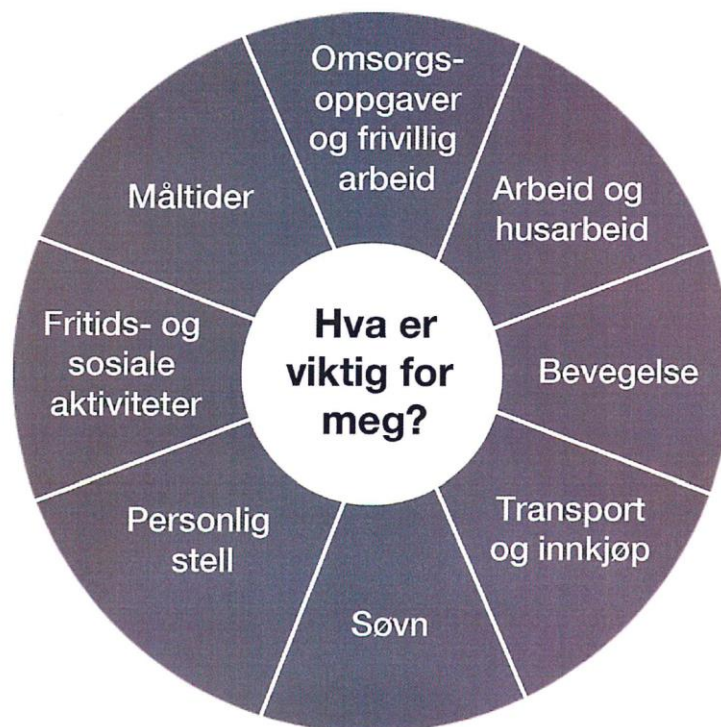 Omsorgs-
oppgaver
og frivillig
arbeid
Arbeid og
husarbeid
Bevegelse
Transport
og innkjøp
Søvn
Personlig
stell
Fritids- og
sosiale
aktiviteter
Måltider
Hva er
viktig for
meg?